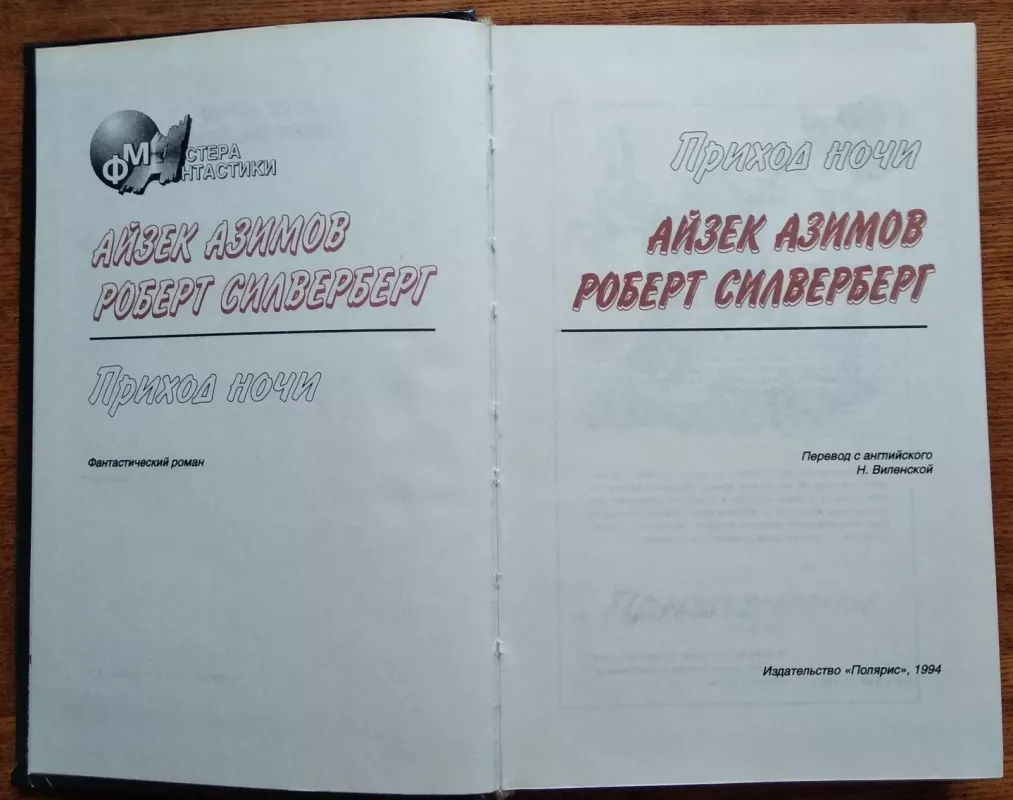 МАСТЕРА
ФАНТАСТИКИ
АЙЗЕК АЗИМОВ
РОБЕРТ СИЛВЕРБЕРГ
Приход ночи
Фантастический роман
Приход ночи
АЙЗЕК АЗИМОВ
РОБЕРТ СИЛВЕРБЕРГ
Перевод с английского
Н. Виленской
Издательство «Полярис», 1994